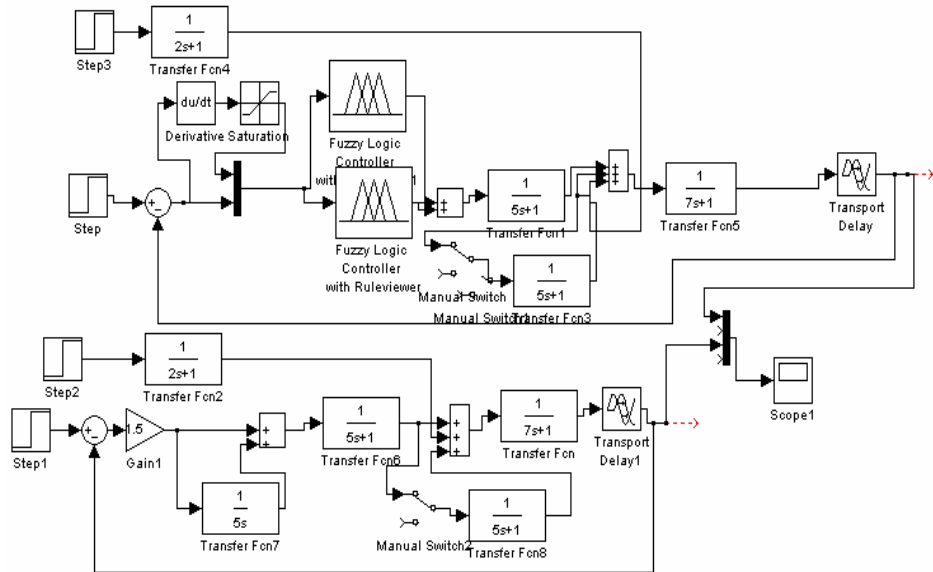 1
2s+1
Step3
Transfer Fcn4
du/dt
Derivative
Saturation
Fuzzy Logic
Controller
with
1
Step
+
-
Fuzzy Logic
Controller
with Ruleviewer
+
+
1
5s+1
Transfer Fcn1
+
+
+
1
7s+1
Transfer Fcn5
Transport
Delay
Manual Switch
Manual Switch1
1
5s+1
Transfer Fcn3
Step2
1
2s+1
Transfer Fcn2
Scope1
Step1
+
-
1.5
Gain1
+
+
1
5s+1
Transfer Fcn6
+
+
+
1
7s+1
Transfer Fcn
Transport
Delay1
1
5s
Transfer Fcn7
Manual Switch2
1
5s+1
Transfer Fcn8